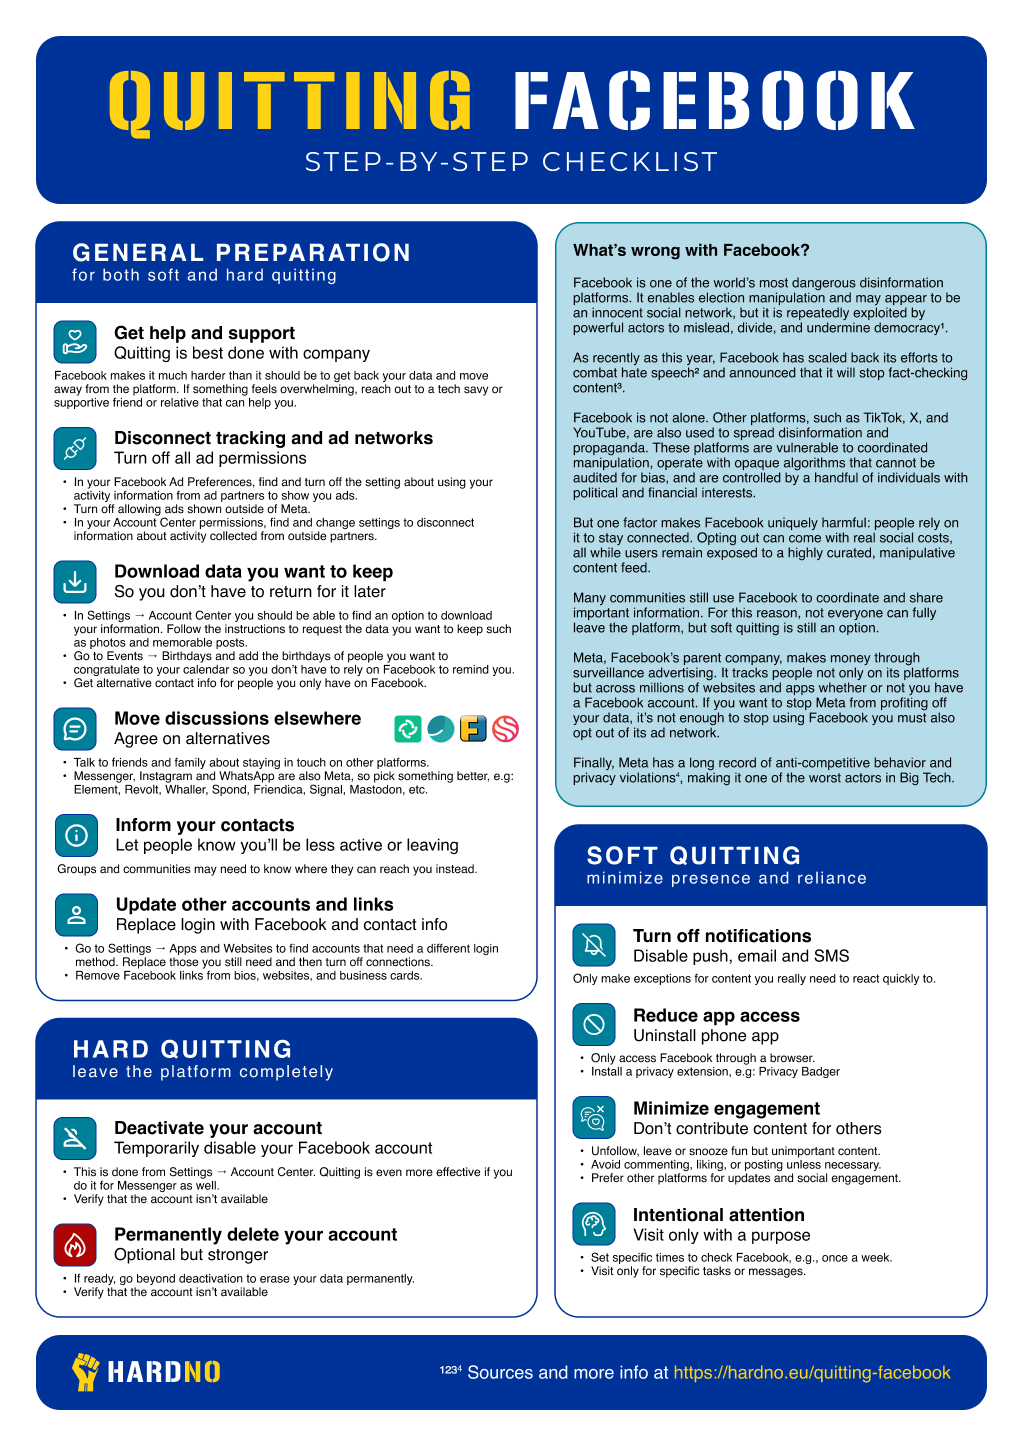 QUITTING FACEBOOK
STEP-BY-STEP CHECKLIST
GENERAL PREPARATION
for both soft and hard quitting
Get help and support
Quitting is best done with company
Facebook makes it much harder than it should be to get back your data and move
away from the platform. If something feels overwhelming, reach out to a tech savy or
supportive friend or relative that can help you.
Disconnect tracking and ad networks
Turn off all ad permissions
• In your Facebook Ad Preferences, find and turn off the setting about using your
activity information from ad partners to show you ads.
• Turn off allowing ads shown outside of Meta.
• In your Account Center permissions, find and change settings to disconnect
information about activity collected from outside partners.
Download data you want to keep
So you don't have to return for it later
• In Settings → Account Center you should be able to find an option to download
your information. Follow the instructions to request the data you want to keep such
as photos and memorable posts.
• Go to Events → Birthdays and add the birthdays of people you want to
congratulate to your calendar so you don't have to rely on Facebook to remind you.
• Get alternative contact info for people you only have on Facebook.
Move discussions elsewhere
Agree on alternatives
• Talk to friends and family about staying in touch on other platforms.
• Messenger, Instagram and WhatsApp are also Meta, so pick something better, e.g:
Element, Revolt, Whaller, Spond, Friendica, Signal, Mastodon, etc.
Inform your contacts
Let people know you'll be less active or leaving
Groups and communities may need to know where they can reach you instead.
Update other accounts and links
Replace login with Facebook and contact info
• Go to Settings → Apps and Websites to find accounts that need a different login
method. Replace those you still need and then turn off connections.
• Remove Facebook links from bios, websites, and business cards.
HARD QUITTING
leave the platform completely
Deactivate your account
Temporarily disable your Facebook account
• This is done from Settings → Account Center. Quitting is even more effective if you
do it for Messenger as well.
• Verify that the account isn't available
Permanently delete your account
Optional but stronger
• If ready, go beyond deactivation to erase your data permanently.
• Verify that the account isn't available
What's wrong with Facebook?
Facebook is one of the world's most dangerous disinformation
platforms. It enables election manipulation and may appear to be
an innocent social network, but it is repeatedly exploited by
powerful actors to mislead, divide, and undermine democracy¹.
As recently as this year, Facebook has scaled back its efforts to
combat hate speech² and announced that it will stop fact-checking
content³.
Facebook is not alone. Other platforms, such as TikTok, X, and
YouTube, are also used to spread disinformation and
propaganda. These platforms are vulnerable to coordinated
manipulation, operate with opaque algorithms that cannot be
audited for bias, and are controlled by a handful of individuals with
political and financial interests.
But one factor makes Facebook uniquely harmful: people rely on
it to stay connected. Opting out can come with real social costs,
all while users remain exposed to a highly curated, manipulative
content feed.
Many communities still use Facebook to coordinate and share
important information. For this reason, not everyone can fully
leave the platform, but soft quitting is still an option.
Meta, Facebook's parent company, makes money through
surveillance advertising. It tracks people not only on its platforms
but across millions of websites and apps whether or not you have
a Facebook account. If you want to stop Meta from profiting off
your data, it's not enough to stop using Facebook you must also
opt out of its ad network.
Finally, Meta has a long record of anti-competitive behavior and
privacy violations⁴, making it one of the worst actors in Big Tech.
SOFT QUITTING
minimize presence and reliance
Turn off notifications
Disable push, email and SMS
Only make exceptions for content you really need to react quickly to.
Reduce app access
Uninstall phone app
• Only access Facebook through a browser.
• Install a privacy extension, e.g: Privacy Badger
Minimize engagement
Don't contribute content for others
• Unfollow, leave or snooze fun but unimportant content.
• Avoid commenting, liking, or posting unless necessary.
• Prefer other platforms for updates and social engagement.
Intentional attention
Visit only with a purpose
• Set specific times to check Facebook, e.g., once a week.
• Visit only for specific tasks or messages.
HARDNO
¹²³⁴ Sources and more info at https://hardno.eu/quitting-facebook